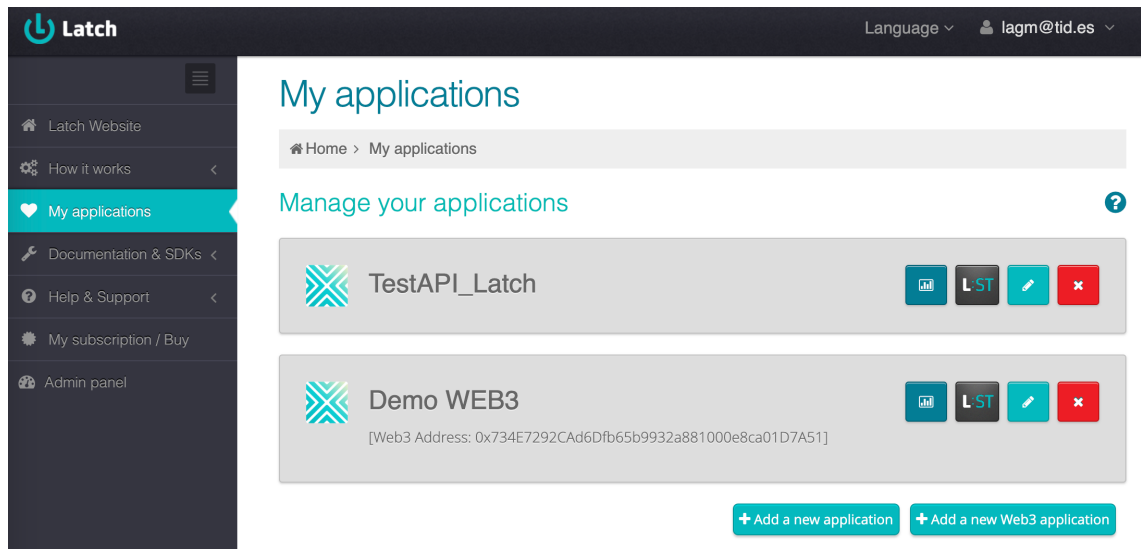 Latch
Language
lagm@tid.es
Latch Website
How it works
My applications
Documentation & SDKs
Help & Support
My subscription / Buy
Admin panel
My applications
Home > My applications
Manage your applications
?
TestAPI_Latch
L:ST
Demo WEB3
[Web3 Address: 0x734E7292CAd6Dfb65b9932a881000e8ca01D7A51]
L:ST
+ Add a new application
+ Add a new Web3 application